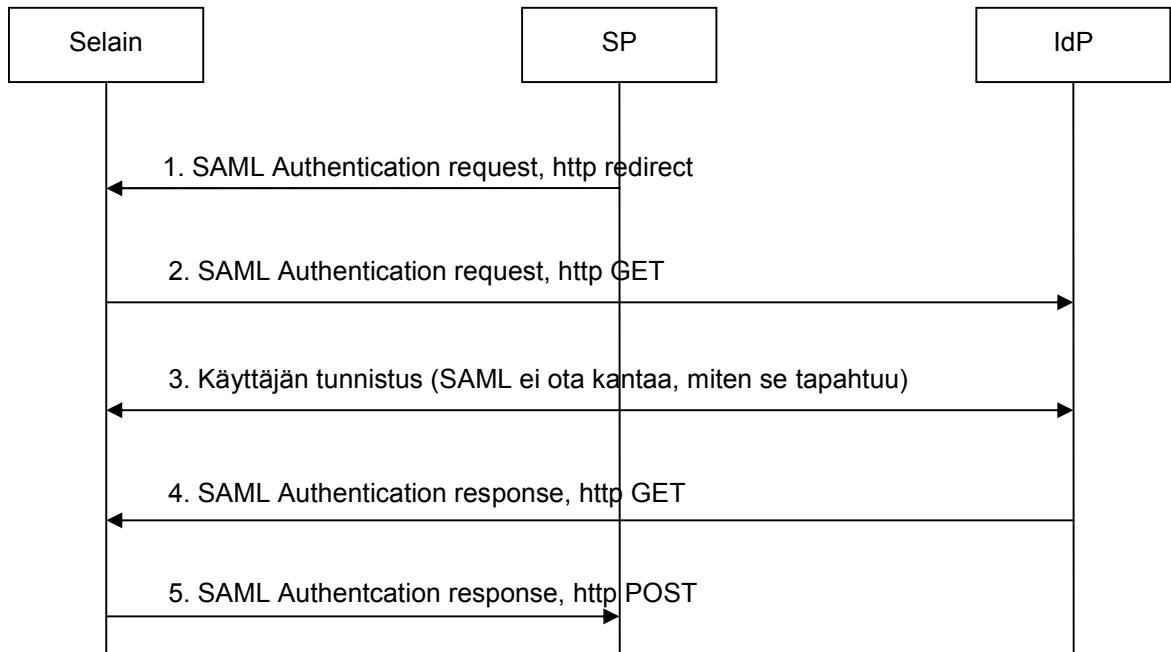 Selain
SP
IdP
1. SAML Authentication request, http redirect
2. SAML Authentication request, http GET
3. Käyttäjän tunnistus (SAML ei ota kantaa, miten se tapahtuu)
4. SAML Authentication response, http GET
5. SAML Authentcation response, http POST